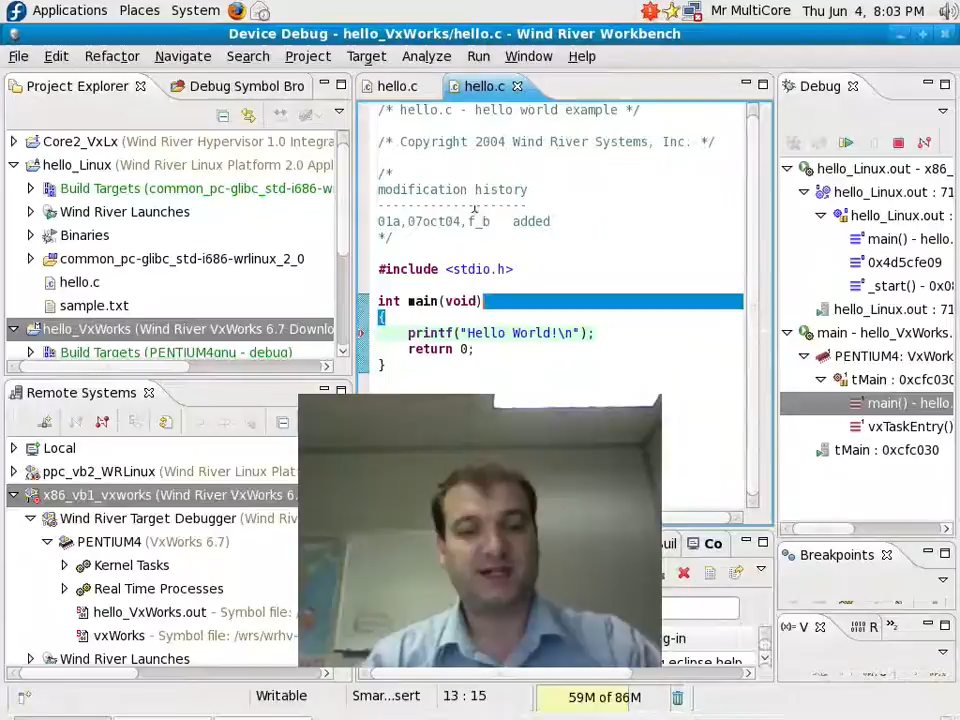 Applications Places System Mr MultiCore Thu Jun 4, 8:03 PM
Device Debug - hello_VxWorks/hello.c - Wind River Workbench
File Edit Refactor Navigate Search Project Target Analyze Run Window Help
Project Explorer Debug Symbol Bro
Core2_VxLx (Wind River Hypervisor 1.0 Integra
hello_Linux (Wind River Linux Platform 2.0 Appl
Build Targets (common_pc-glibc_std-i686-w
Wind River Launches
Binaries
common_pc-glibc_std-i686-wrlinux_2_0
hello.c
sample.txt
hello_VxWorks (Wind River VxWorks 6.7 Downlo
Build Targets (PENTIUM4gnu - debug)
Remote Systems
Local
ppc_vb2_WRLinux (Wind River Linux Plat
x86_vb1_vxworks (Wind River VxWorks 6.
Wind River Target Debugger (Wind Ri
PENTIUM4 (VxWorks 6.7)
Kernel Tasks
Real Time Processes
hello_VxWorks.out - Symbol file:
vxWorks - Symbol file: /wrs/wrhv-
Wind River Launches
hello.c hello.c
/* hello.c - hello world example */
/* Copyright 2004 Wind River Systems, Inc. */
/*
modification history
--------------------
01a,07oct04,f_b added
*/
#include <stdio.h>
int main(void)
{
printf("Hello World!\n");
return 0;
}
Debug
hello_Linux.out - x86_
hello_Linux.out : 71
hello_Linux.out :
main() - hello.
0x4d5cfe09
_start() - 0x08
hello_Linux.out : 71
main - hello_VxWorks.
PENTIUM4: VxWork
tMain : 0xcfc030
main() - hello.
vxTaskEntry()
tMain : 0xcfc030
Breakpoints
V R
Co
ug-in
eclipse help
Writable Smar...sert 13 : 15 59M of 86M